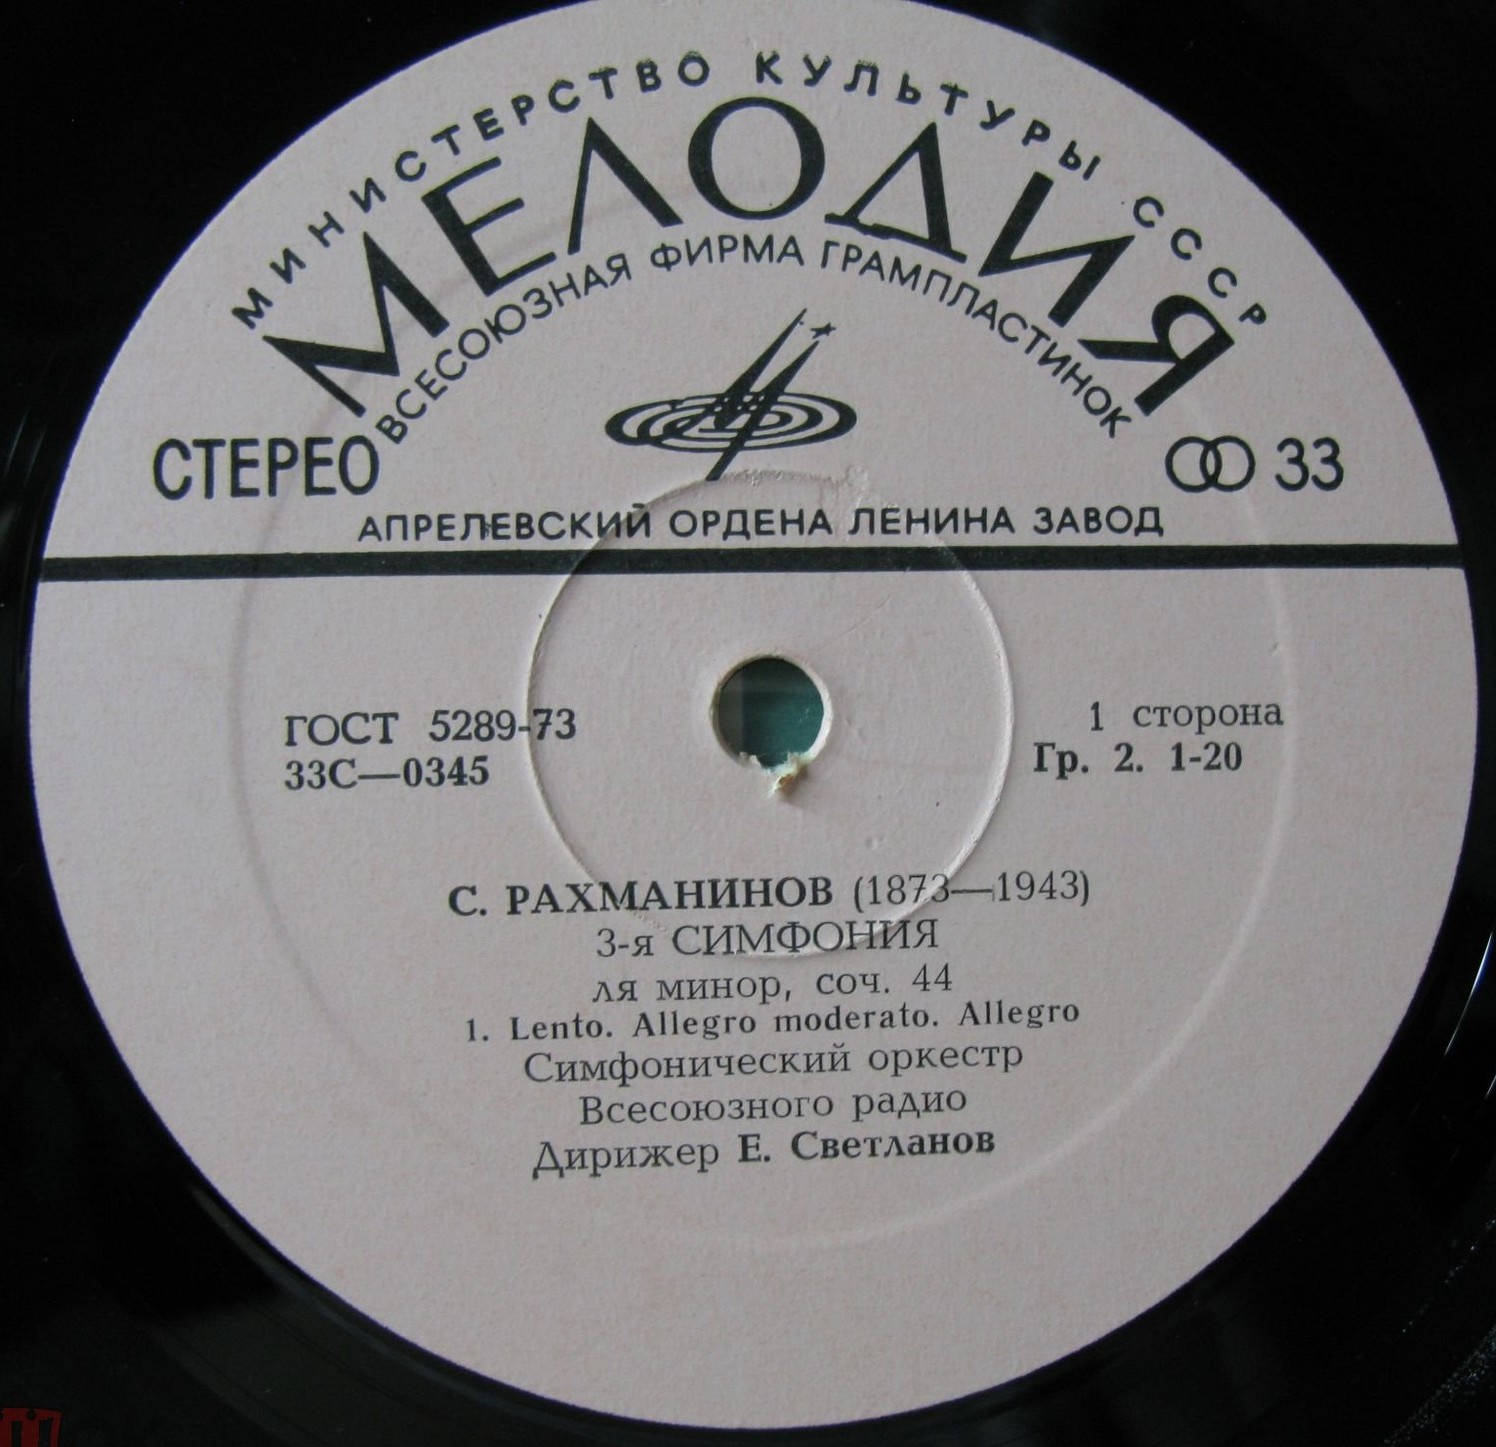 МИНИСТЕРСТВО КУЛЬТУРЫ СССР
МЕЛОДИЯ
ВСЕСОЮЗНАЯ ФИРМА ГРАМПЛАСТИНОК
СТЕРЕО
33
АПРЕЛЕВСКИЙ ОРДЕНА ЛЕНИНА ЗАВОД
ГОСТ 5289-73
33С—0345
1 сторона
Гр. 2. 1-20
С. РАХМАНИНОВ (1873—1943)
3-я СИМФОНИЯ
ля минор, соч. 44
1. Lento. Allegro moderato. Allegro
Симфонический оркестр
Всесоюзного радио
Дирижер Е. Светланов